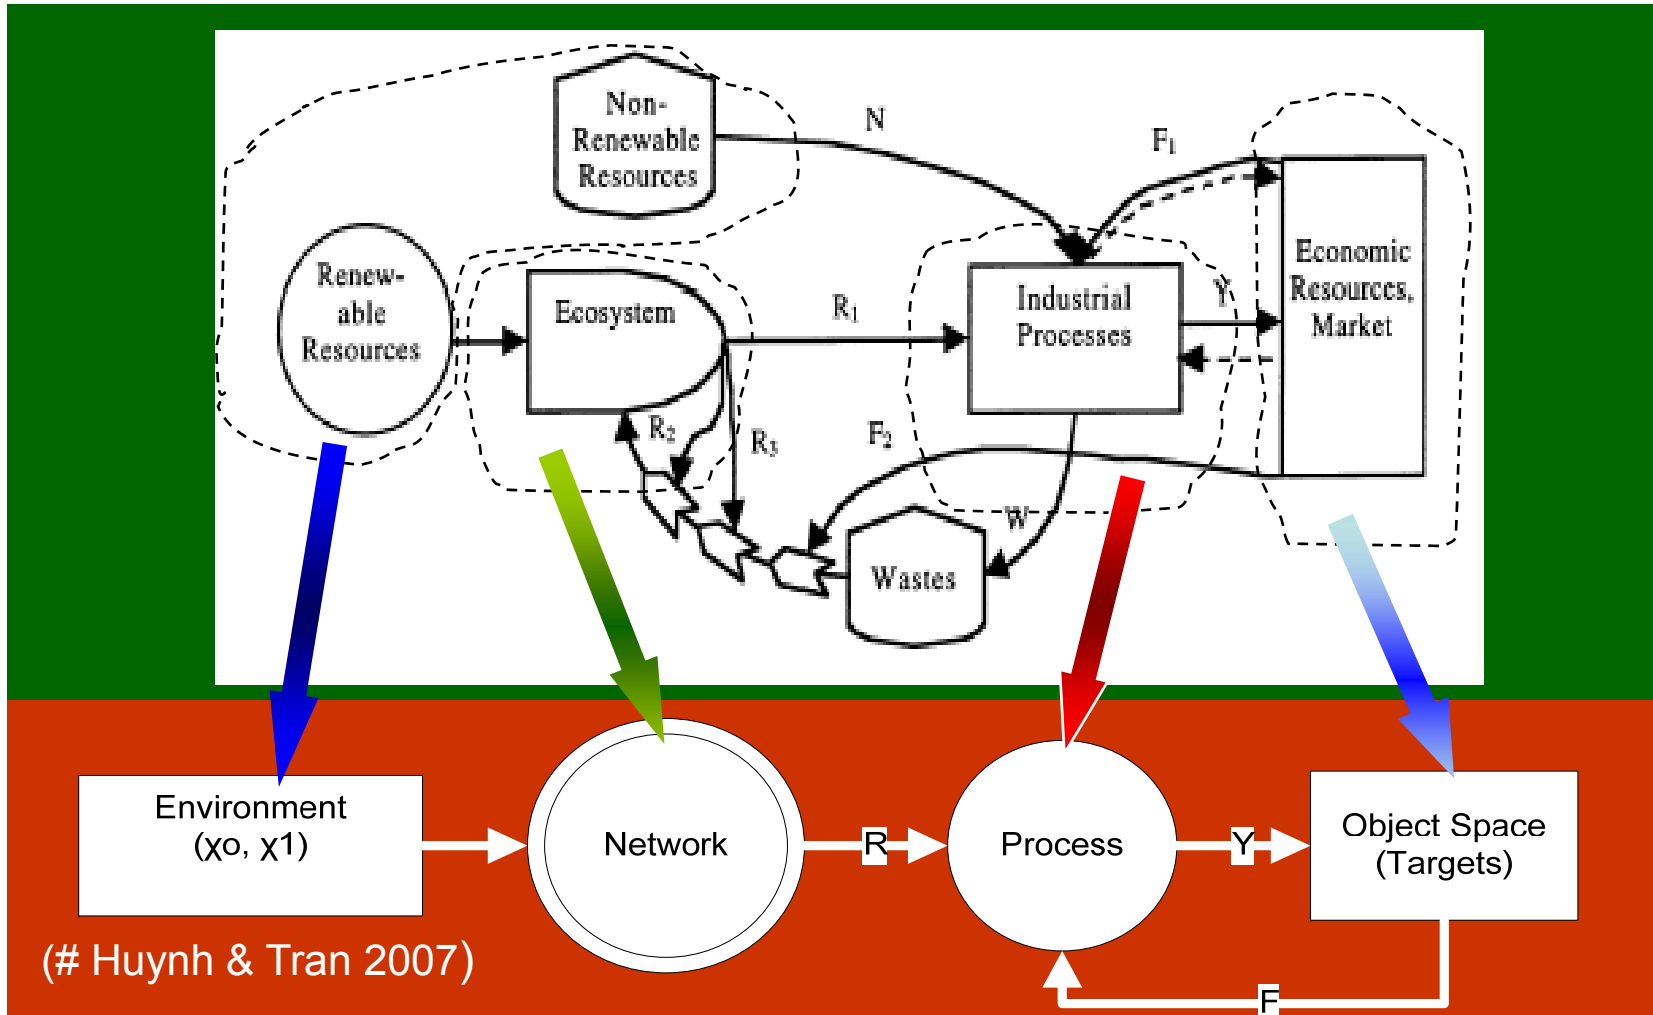 Non-
Renewable
Resources
N
F1
Renew-
able
Resources
Ecosystem
R1
Industrial
Processes
Y
Economic
Resources,
Market
R2
R3
F2
W
Wastes
Environment
(χo, χ1)
Network
R
Process
Y
Object Space
(Targets)
F
(# Huynh & Tran 2007)